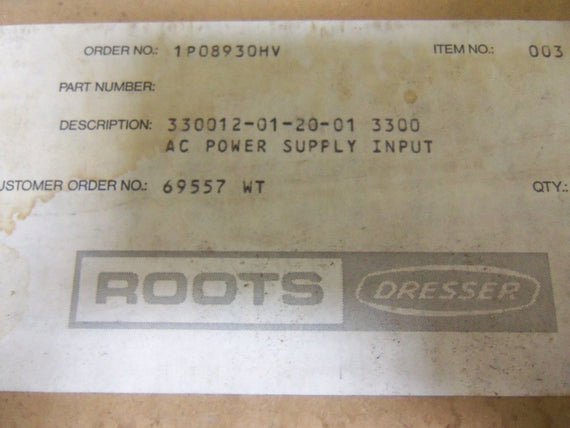 ORDER NO.: 1P08930HV ITEM NO.: 003
PART NUMBER:
DESCRIPTION: 330012-01-20-01 3300
AC POWER SUPPLY INPUT
USTOMER ORDER NO.: 69557 WT QTY.:
ROOTS DRESSER